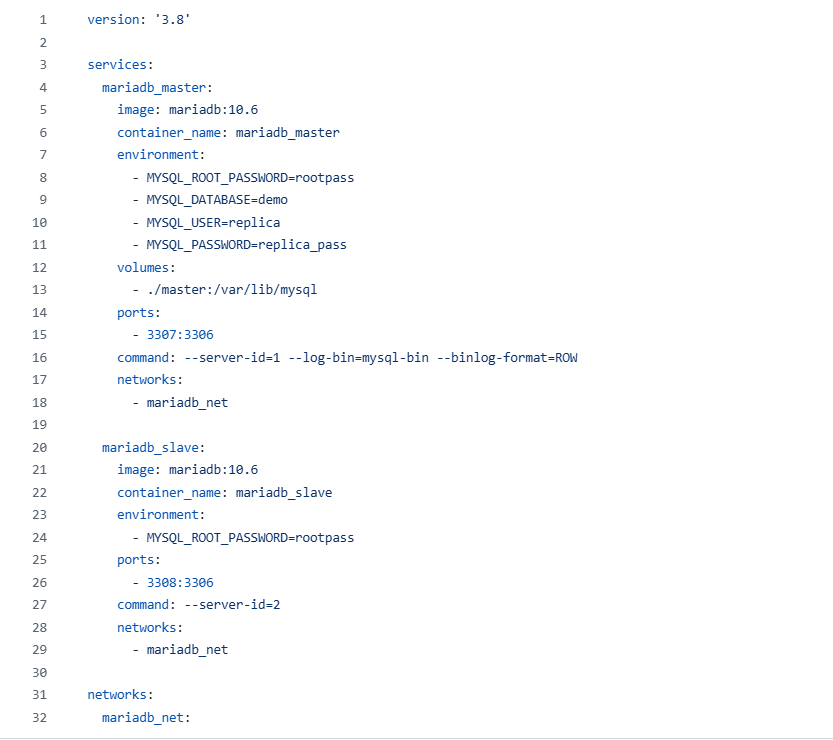 1 version: '3.8'
2
3 services:
4   mariadb_master:
5     image: mariadb:10.6
6     container_name: mariadb_master
7     environment:
8       - MYSQL_ROOT_PASSWORD=rootpass
9       - MYSQL_DATABASE=demo
10       - MYSQL_USER=replica
11       - MYSQL_PASSWORD=replica_pass
12     volumes:
13       - ./master:/var/lib/mysql
14     ports:
15       - 3307:3306
16     command: --server-id=1 --log-bin=mysql-bin --binlog-format=ROW
17     networks:
18       - mariadb_net
19
20   mariadb_slave:
21     image: mariadb:10.6
22     container_name: mariadb_slave
23     environment:
24       - MYSQL_ROOT_PASSWORD=rootpass
25     ports:
26       - 3308:3306
27     command: --server-id=2
28     networks:
29       - mariadb_net
30
31 networks:
32   mariadb_net: